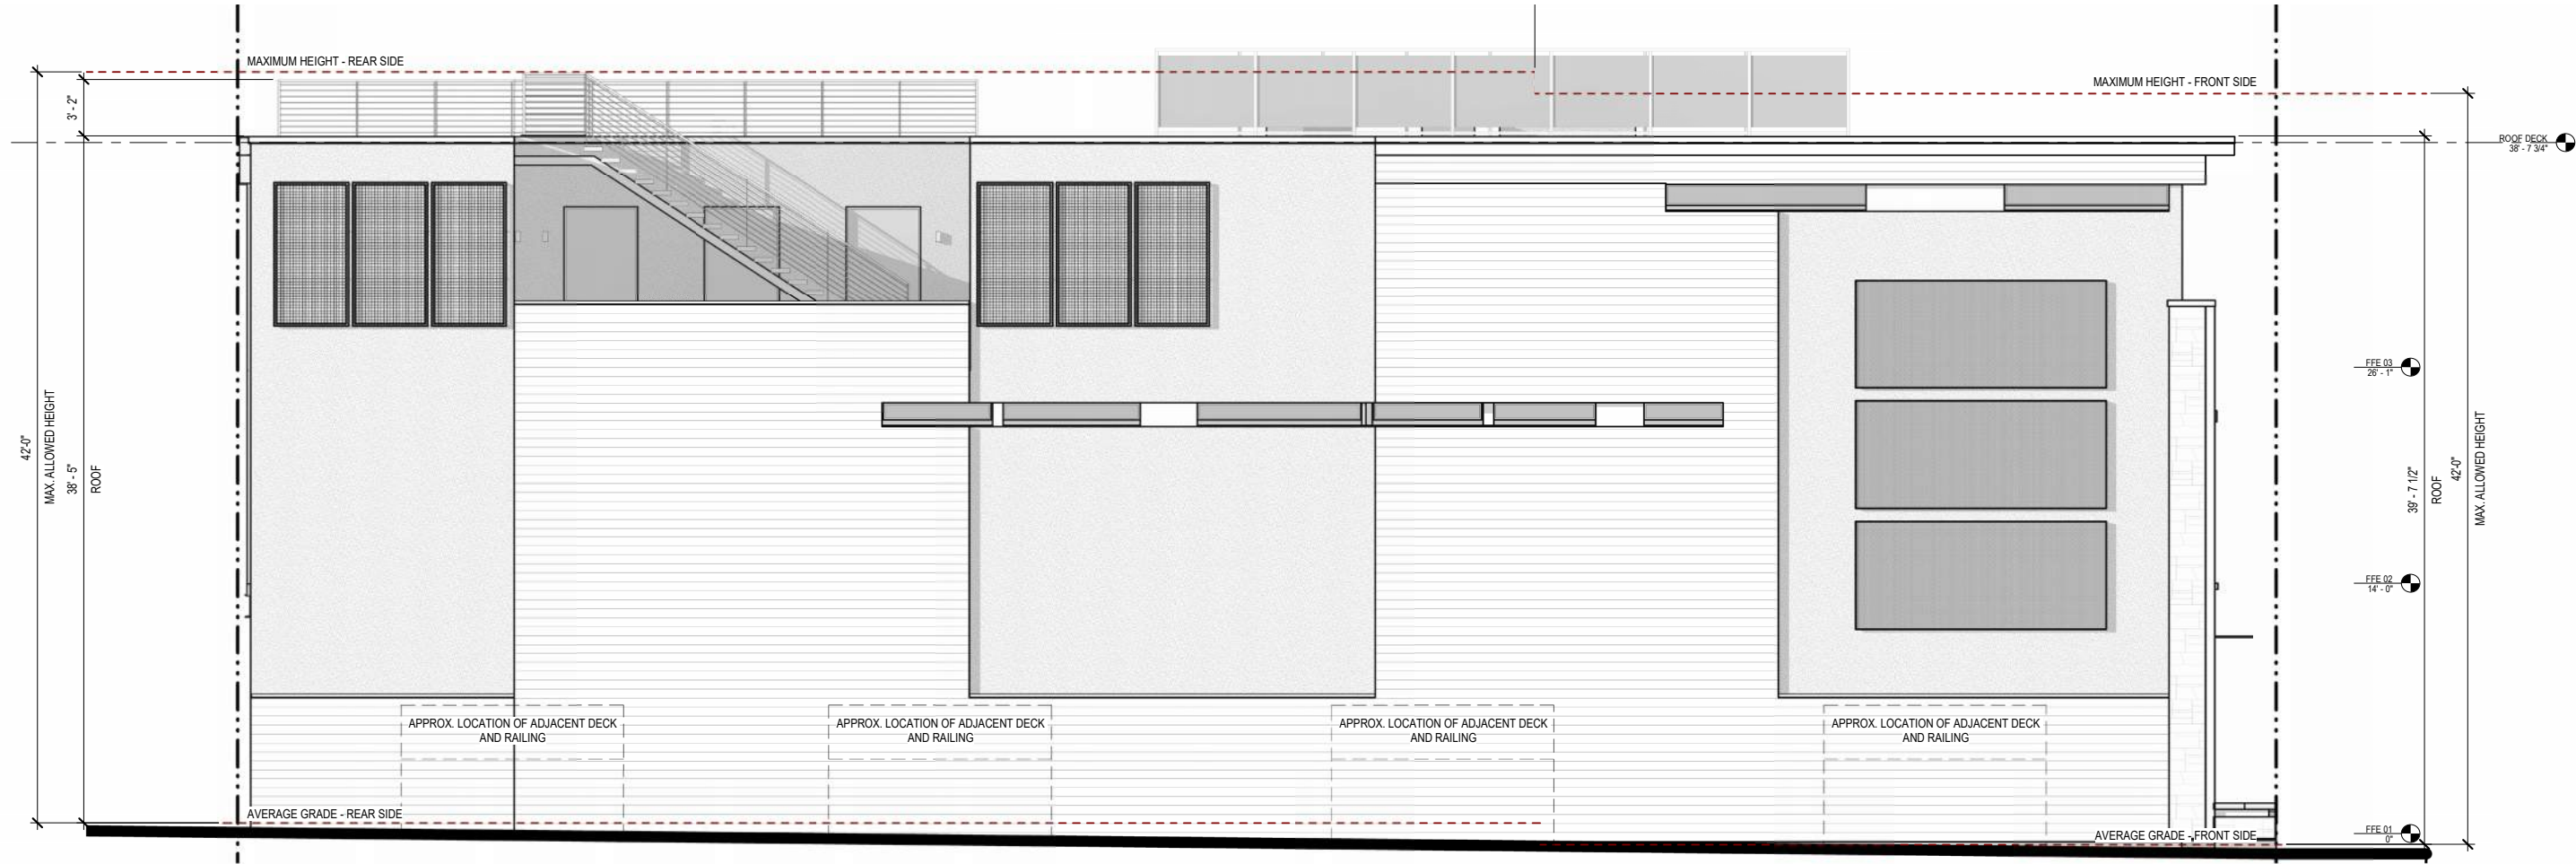 MAXIMUM HEIGHT - REAR SIDE
MAXIMUM HEIGHT - FRONT SIDE
3' - 2"
ROOF DECK
38' - 7 3/4"
42'-0"
MAX. ALLOWED HEIGHT
38' - 5"
ROOF
FFE 03
26' - 1"
39' - 7 1/2"
ROOF
42'-0"
MAX. ALLOWED HEIGHT
FFE 02
14' - 0"
APPROX. LOCATION OF ADJACENT DECK
AND RAILING
APPROX. LOCATION OF ADJACENT DECK
AND RAILING
APPROX. LOCATION OF ADJACENT DECK
AND RAILING
APPROX. LOCATION OF ADJACENT DECK
AND RAILING
AVERAGE GRADE - REAR SIDE
AVERAGE GRADE - FRONT SIDE
FFE 01
0"